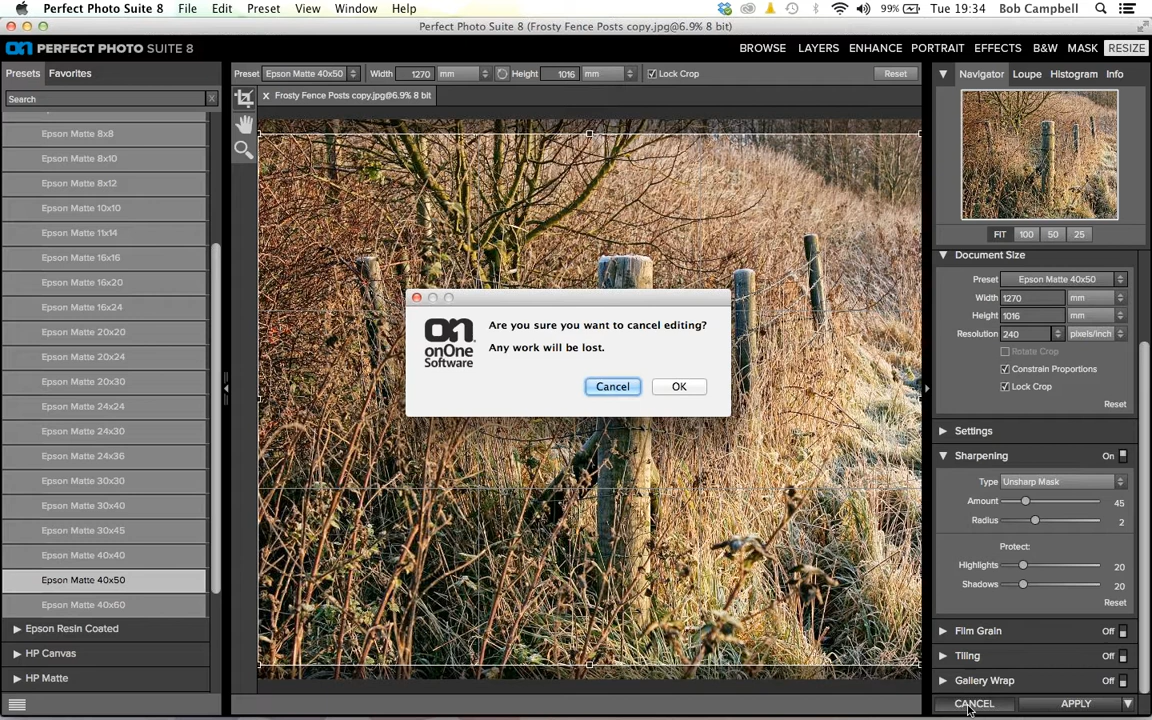 Perfect Photo Suite 8 File Edit Preset View Window Help 99% Tue 19:34 Bob Campbell
Perfect Photo Suite 8 (Frosty Fence Posts copy.jpg@6.9% 8 bit)
on PERFECT PHOTO SUITE 8 BROWSE LAYERS ENHANCE PORTRAIT EFFECTS B&W MASK RESIZE
Presets Favorites
Preset Epson Matte 40x50 Width 1270 mm Height 1016 mm Lock Crop Reset
Navigator Loupe Histogram Info
Search X
× Frosty Fence Posts copy.jpg@6.9% 8 bit
Epson Matte 8x8
Epson Matte 8x10
Epson Matte 8x12
Epson Matte 10x10
Epson Matte 11x14
Epson Matte 16x16
Epson Matte 16x20
Epson Matte 16x24
Epson Matte 20x20
Epson Matte 20x24
Epson Matte 20x30
Epson Matte 24x24
Epson Matte 24x30
Epson Matte 24x36
Epson Matte 30x30
Epson Matte 30x40
Epson Matte 30x45
Epson Matte 40x40
Epson Matte 40x50
Epson Matte 40x60
Epson Resin Coated
HP Canvas
HP Matte
on
onOne
Software
Are you sure you want to cancel editing?
Any work will be lost.
Cancel OK
FIT 100 50 25
Document Size
Preset Epson Matte 40x50
Width 1270 mm
Height 1016 mm
Resolution 240 pixels/inch
Rotate Crop
Constrain Proportions
Lock Crop
Reset
Settings
Sharpening On
Type Unsharp Mask
Amount 45
Radius 2
Protect:
Highlights 20
Shadows 20
Reset
Film Grain Off
Tiling Off
Gallery Wrap Off
CANCEL APPLY